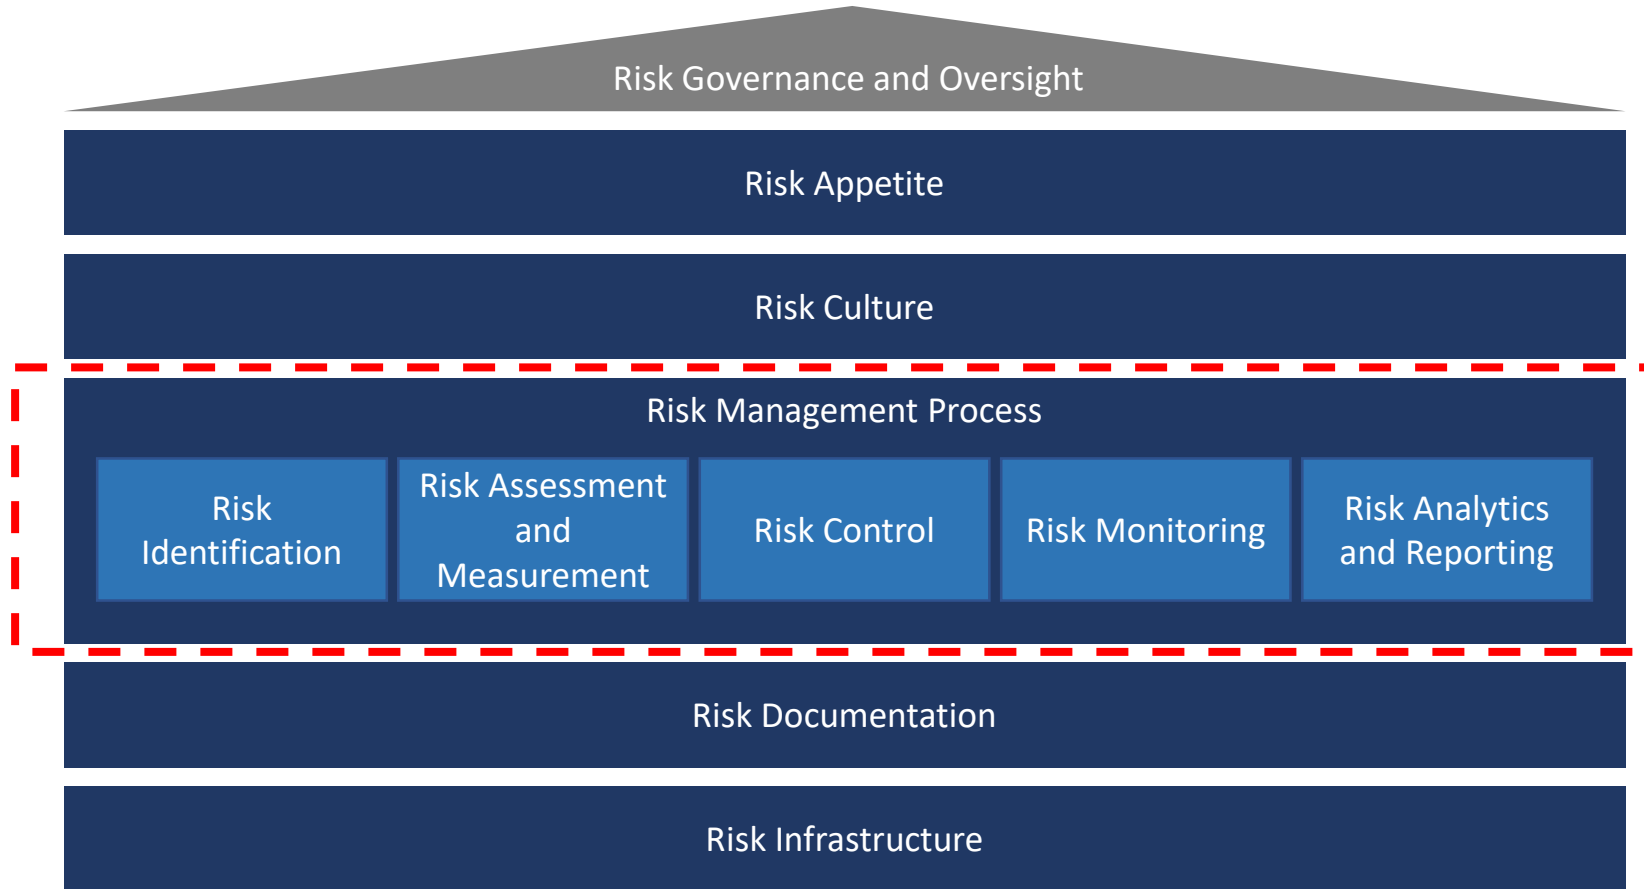 Risk Governance and Oversight
Risk Appetite
Risk Culture
Risk Management Process
Risk
Identification
Risk Assessment
and
Measurement
Risk Control
Risk Monitoring
Risk Analytics
and Reporting
Risk Documentation
Risk Infrastructure